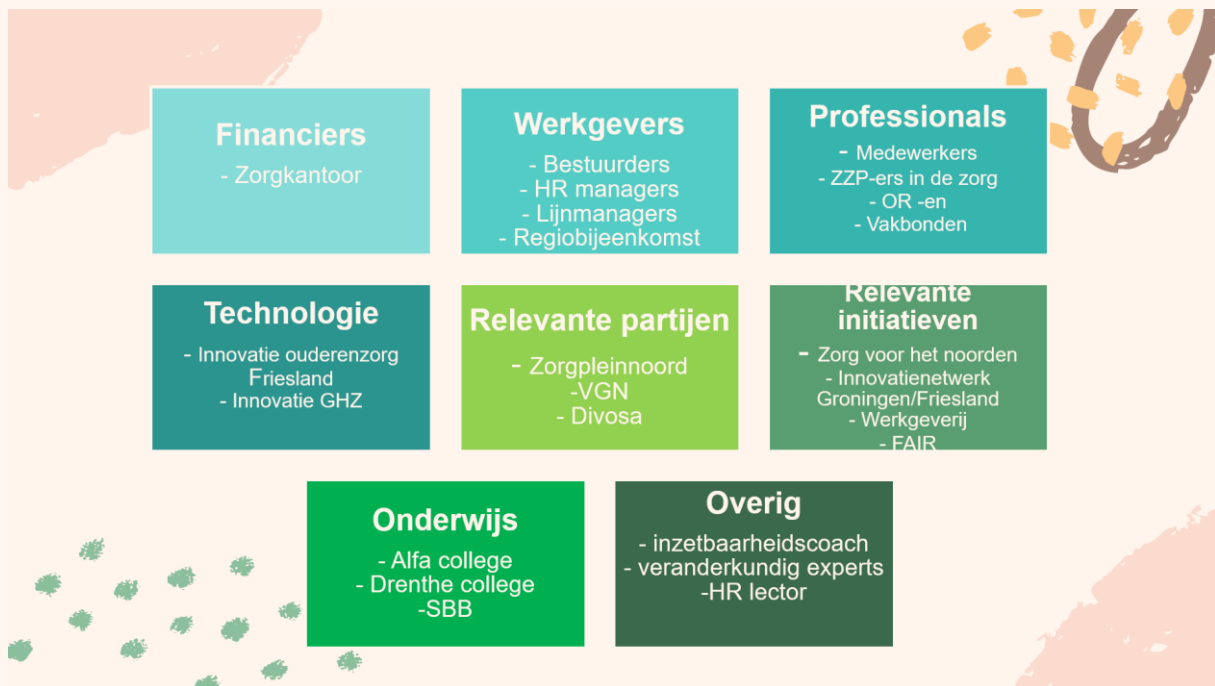 Financiers
- Zorgkantoor
Werkgevers
- Bestuurders
- HR managers
- Lijnmanagers
- Regiobijeenkomst
Professionals
- Medewerkers
- ZZP-ers in de zorg
- OR -en
- Vakbonden
Technologie
- Innovatie ouderenzorg
Friesland
- Innovatie GHZ
Relevante partijen
- Zorgpleinnoord
-VGN
- Divosa
Relevante
initiatieven
- Zorg voor het noorden
- Innovatienetwerk
Groningen/Friesland
- Werkgeverij
- FAIR
Onderwijs
- Alfa college
- Drenthe college
-SBB
Overig
- inzetbaarheidscoach
- veranderkundig experts
-HR lector